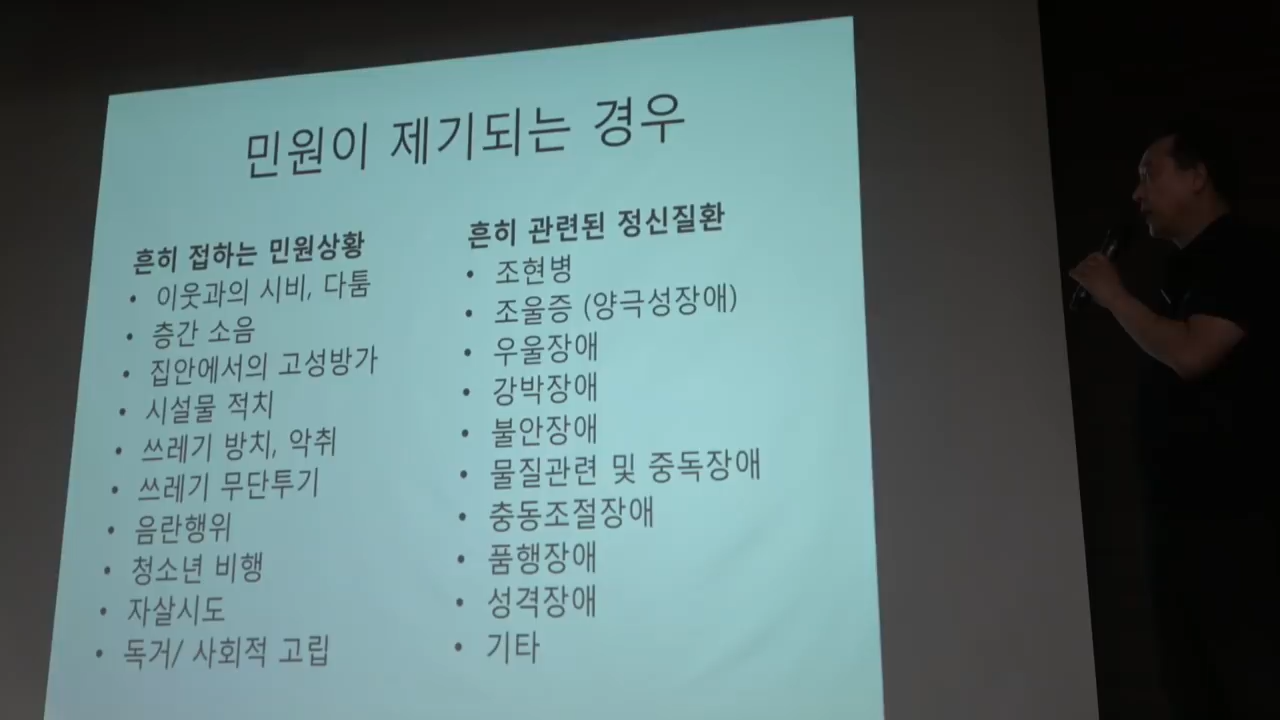 민원이 제기되는 경우
흔히 접하는 민원상황
• 이웃과의 시비, 다툼
• 층간 소음
• 집안에서의 고성방가
• 시설물 적치
• 쓰레기 방치, 악취
• 쓰레기 무단투기
• 음란행위
• 청소년 비행
• 자살시도
• 독거/ 사회적 고립
흔히 관련된 정신질환
• 조현병
• 조울증 (양극성장애)
• 우울장애
• 강박장애
• 불안장애
• 물질관련 및 중독장애
• 충동조절장애
• 품행장애
• 성격장애
• 기타